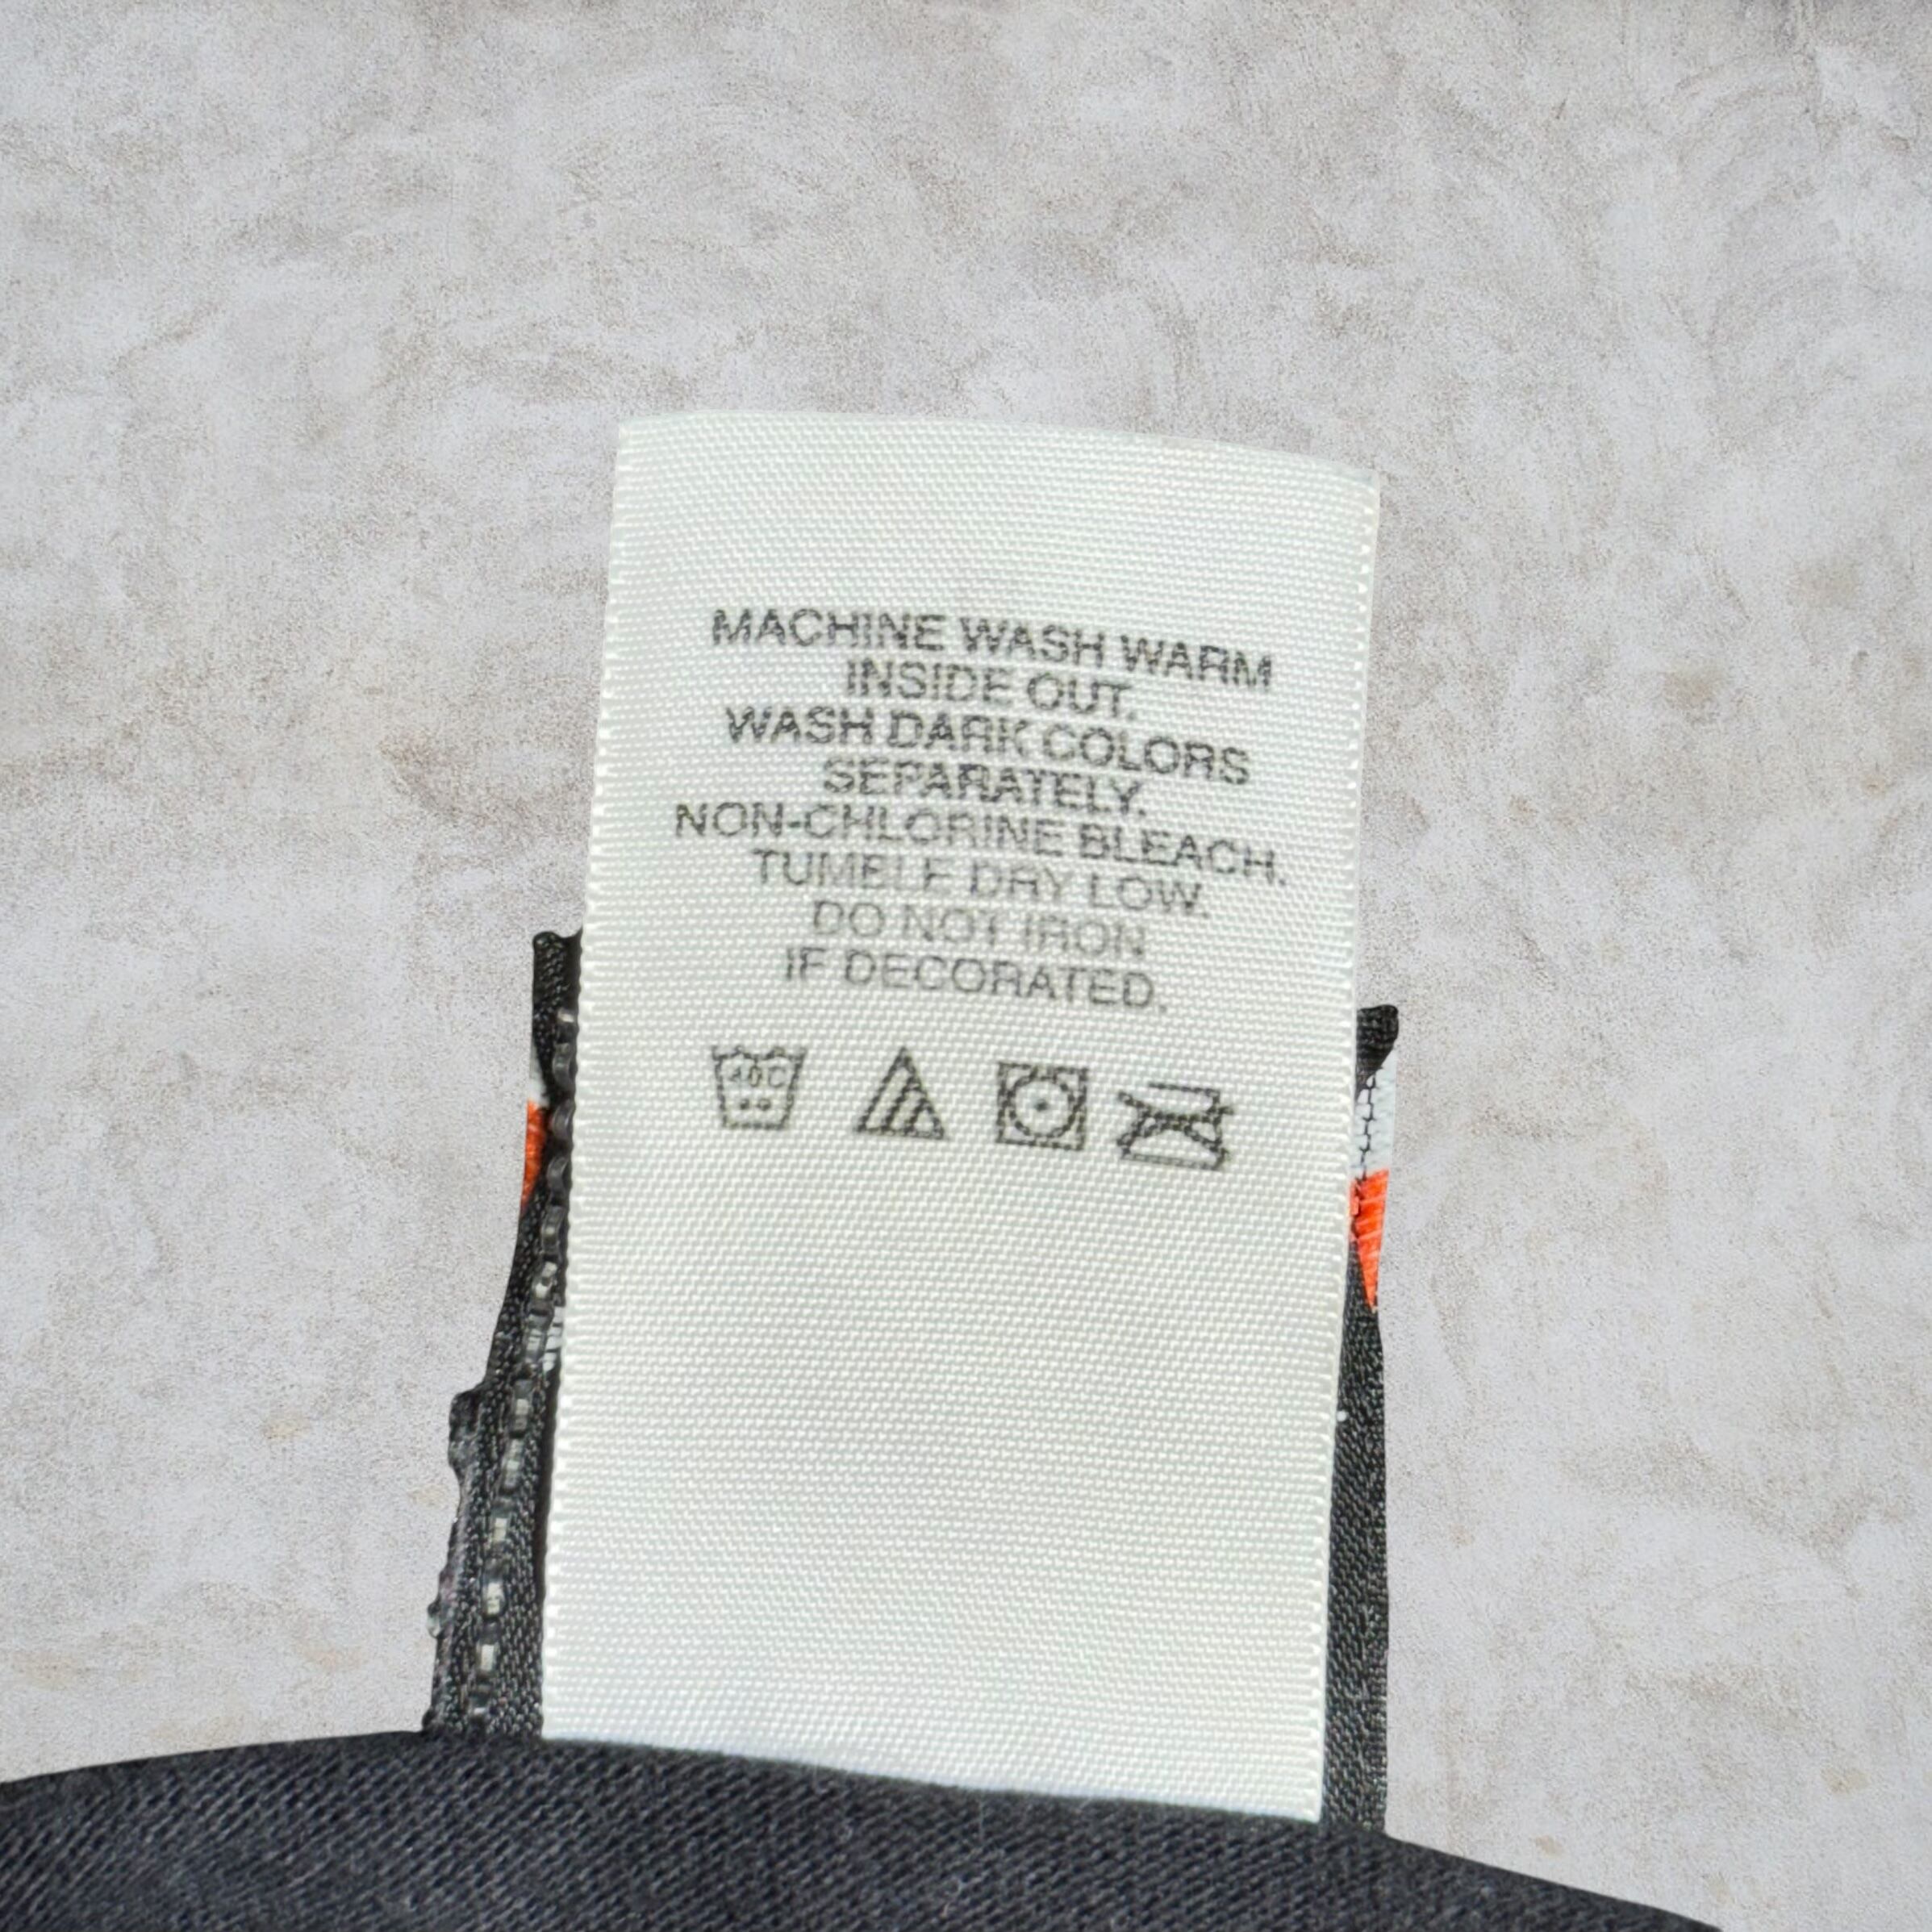 MACHINE WASH WARM
INSIDE OUT.
WASH DARK COLORS
SEPARATELY.
NON-CHLORINE BLEACH.
TUMBLE DRY LOW.
DO NOT IRON
IF DECORATED.
40C